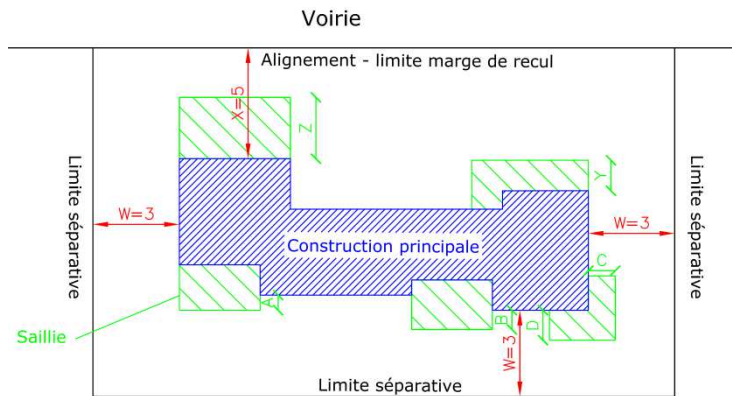 Voirie
Alignement - limite marge de recul
X=5
Z
Y
Limite séparative
Limite séparative
W=3
W=3
Construction principale
C
A
B
D
Saillie
W=3
Limite séparative